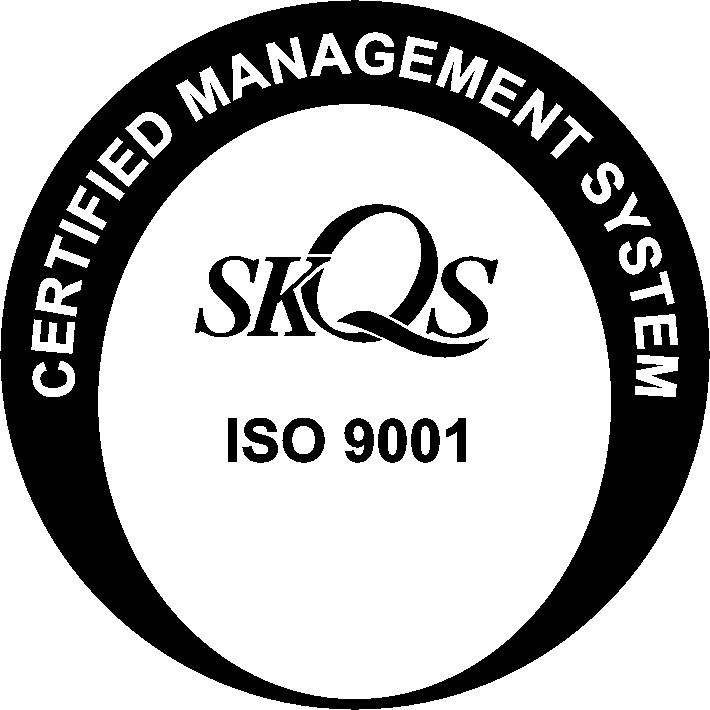 CERTIFIED MANAGEMENT SYSTEM
SKQS
ISO 9001